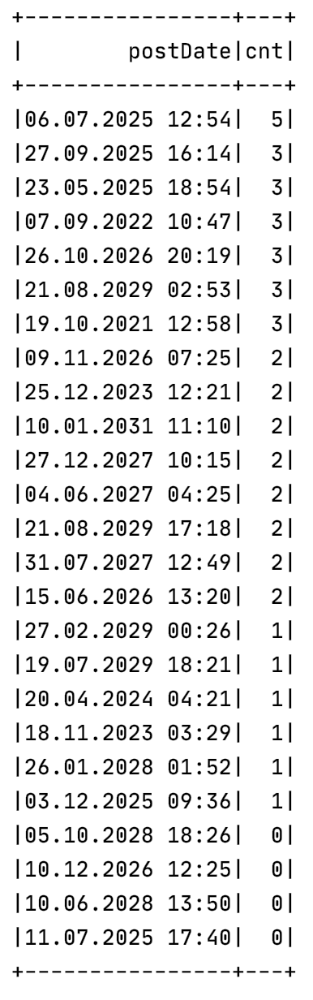 +---------------+---+
|       postDate|cnt|
+---------------+---+
|06.07.2025 12:54|  5|
|27.09.2025 16:14|  3|
|23.05.2025 18:54|  3|
|07.09.2022 10:47|  3|
|26.10.2026 20:19|  3|
|21.08.2029 02:53|  3|
|19.10.2021 12:58|  3|
|09.11.2026 07:25|  2|
|25.12.2023 12:21|  2|
|10.01.2031 11:10|  2|
|27.12.2027 10:15|  2|
|04.06.2027 04:25|  2|
|21.08.2029 17:18|  2|
|31.07.2027 12:49|  2|
|15.06.2026 13:20|  2|
|27.02.2029 00:26|  1|
|19.07.2029 18:21|  1|
|20.04.2024 04:21|  1|
|18.11.2023 03:29|  1|
|26.01.2028 01:52|  1|
|03.12.2025 09:36|  1|
|05.10.2028 18:26|  0|
|10.12.2026 12:25|  0|
|10.06.2028 13:50|  0|
|11.07.2025 17:40|  0|
+---------------+---+